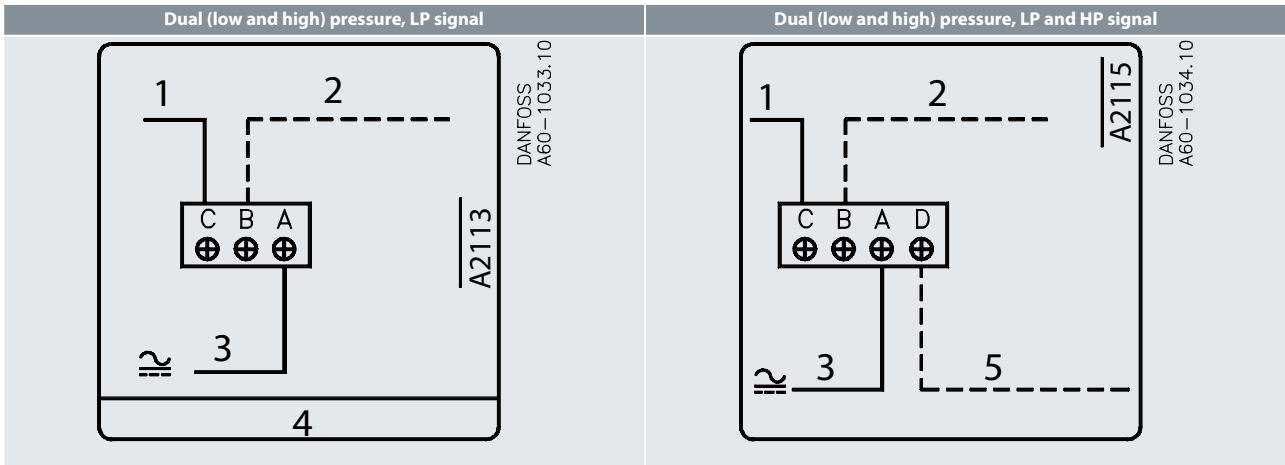 Dual (low and high) pressure, LP signal
1
2
C B A
3
4
A2113
DANFOSS
A60-1033.10
Dual (low and high) pressure, LP and HP signal
1
2
C B A D
3
5
A2115
DANFOSS
A60-1034.10